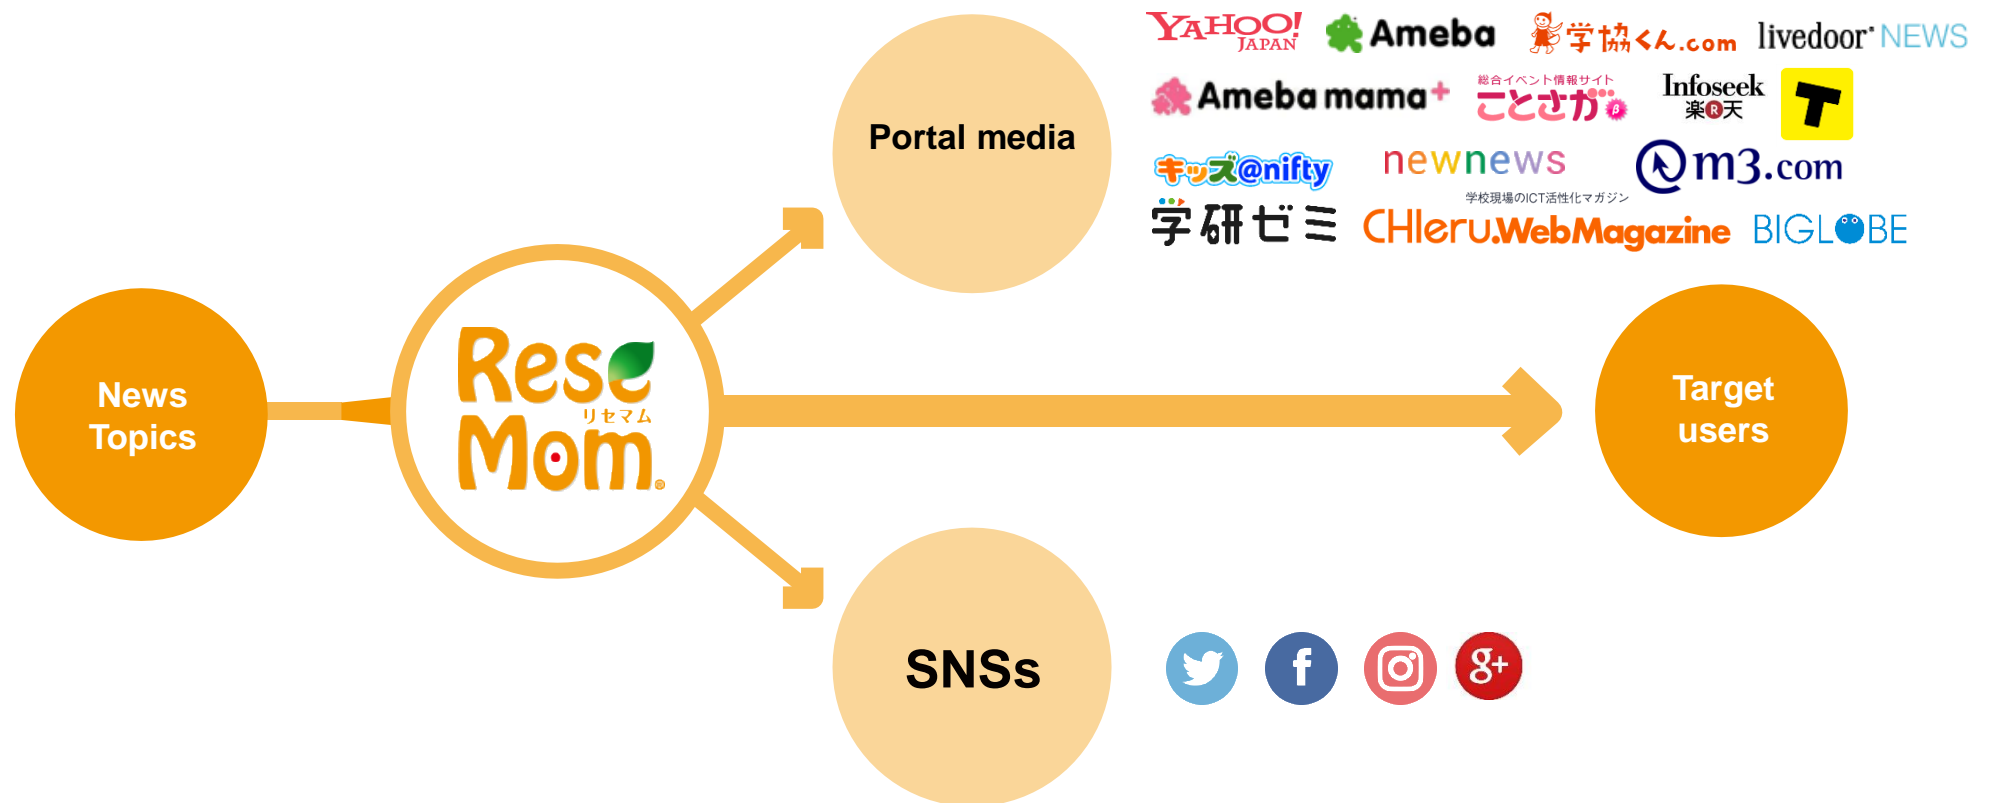 YAHOO!
JAPAN
Ameba
学協くん.com
livedoor NEWS
Ameba mama+
総合イベント情報サイト
ことさが β
Infoseek
楽R天
T
Portal media
キッズ@nifty
newnews
m3.com
学研ゼミ
学校現場のICT活性化マガジン
CHIeru.WebMagazine
BIGLOBE
News
Topics
Rese
リセマム
Mom®
Target
users
SNSs
f
g+